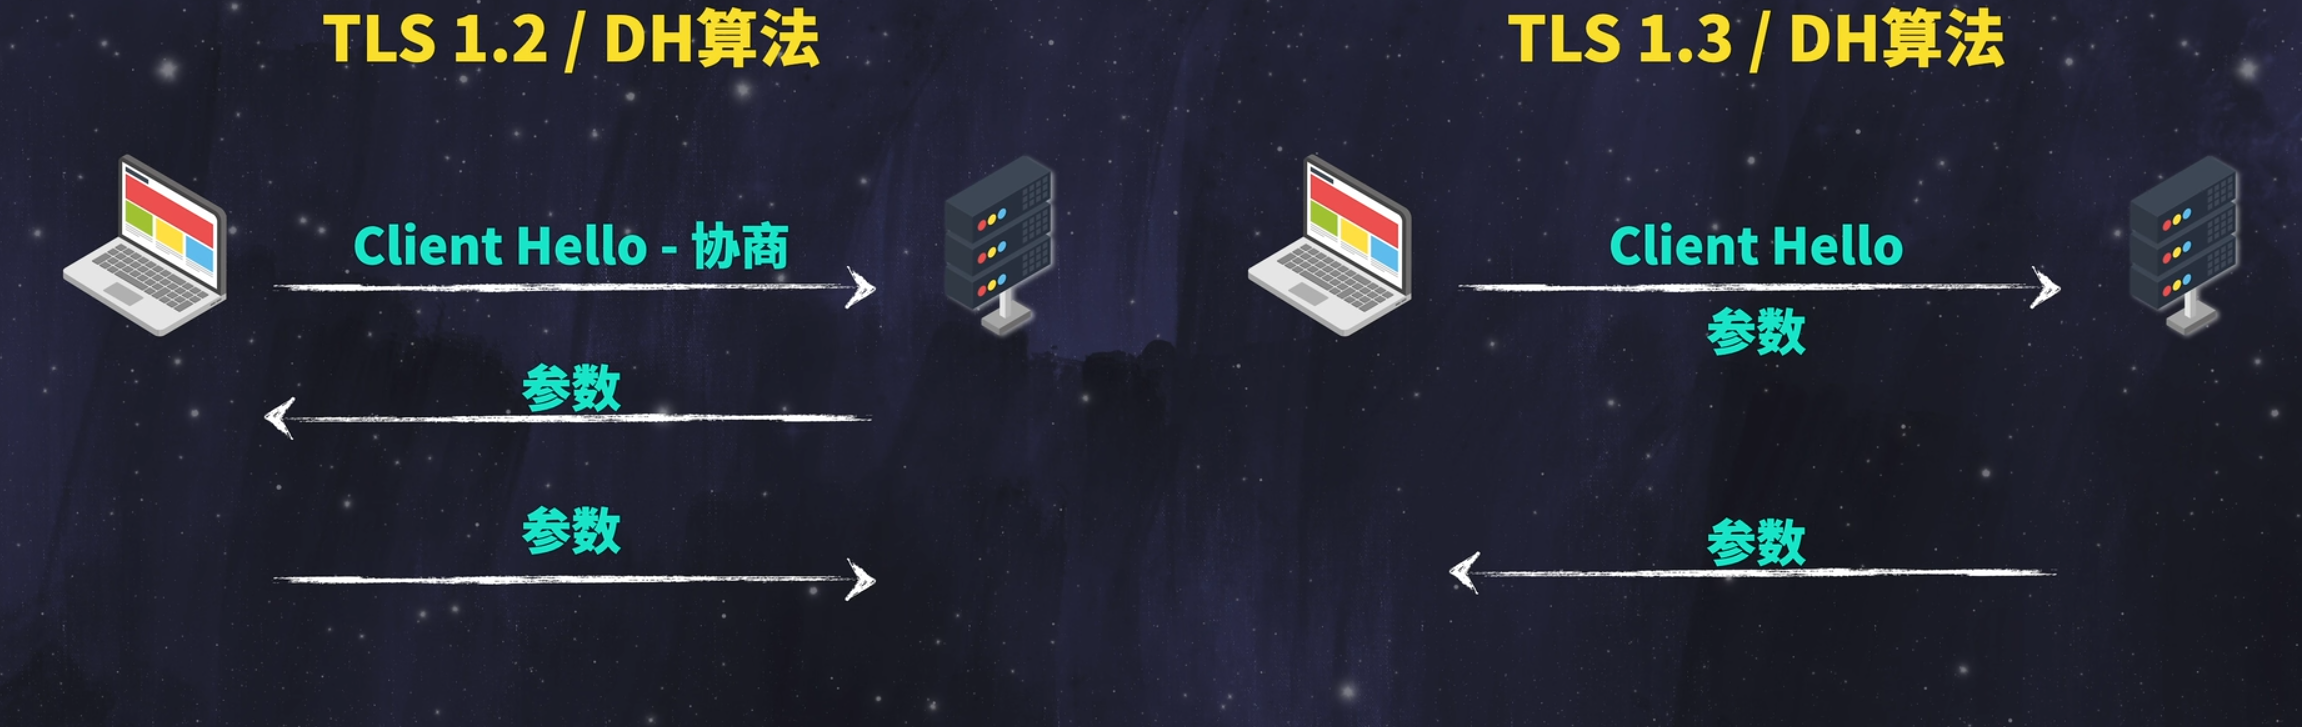 TLS 1.2 / DH算法
Client Hello - 协商
参数
参数
TLS 1.3 / DH算法
Client Hello
参数
参数